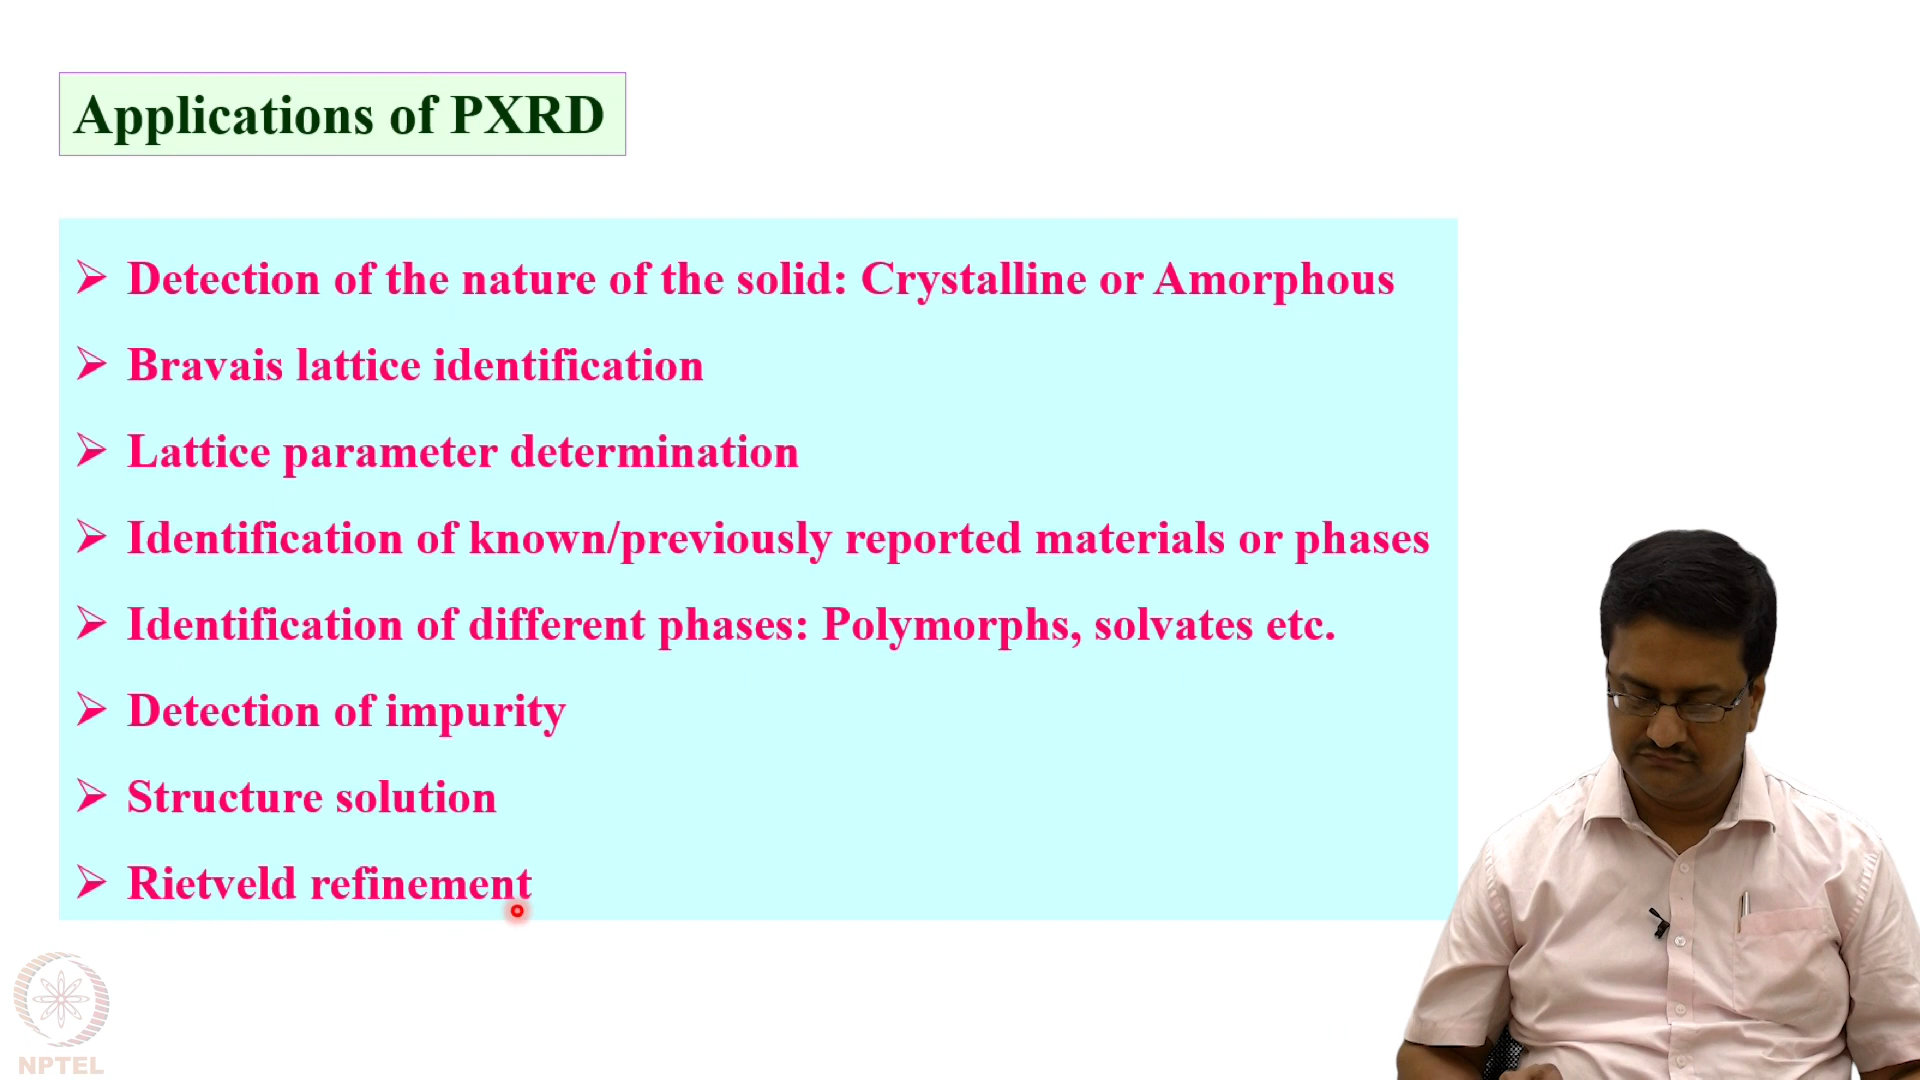 Applications of PXRD
➢ Detection of the nature of the solid: Crystalline or Amorphous
➢ Bravais lattice identification
➢ Lattice parameter determination
➢ Identification of known/previously reported materials or phases
➢ Identification of different phases: Polymorphs, solvates etc.
➢ Detection of impurity
➢ Structure solution
➢ Rietveld refinement
NPTEL